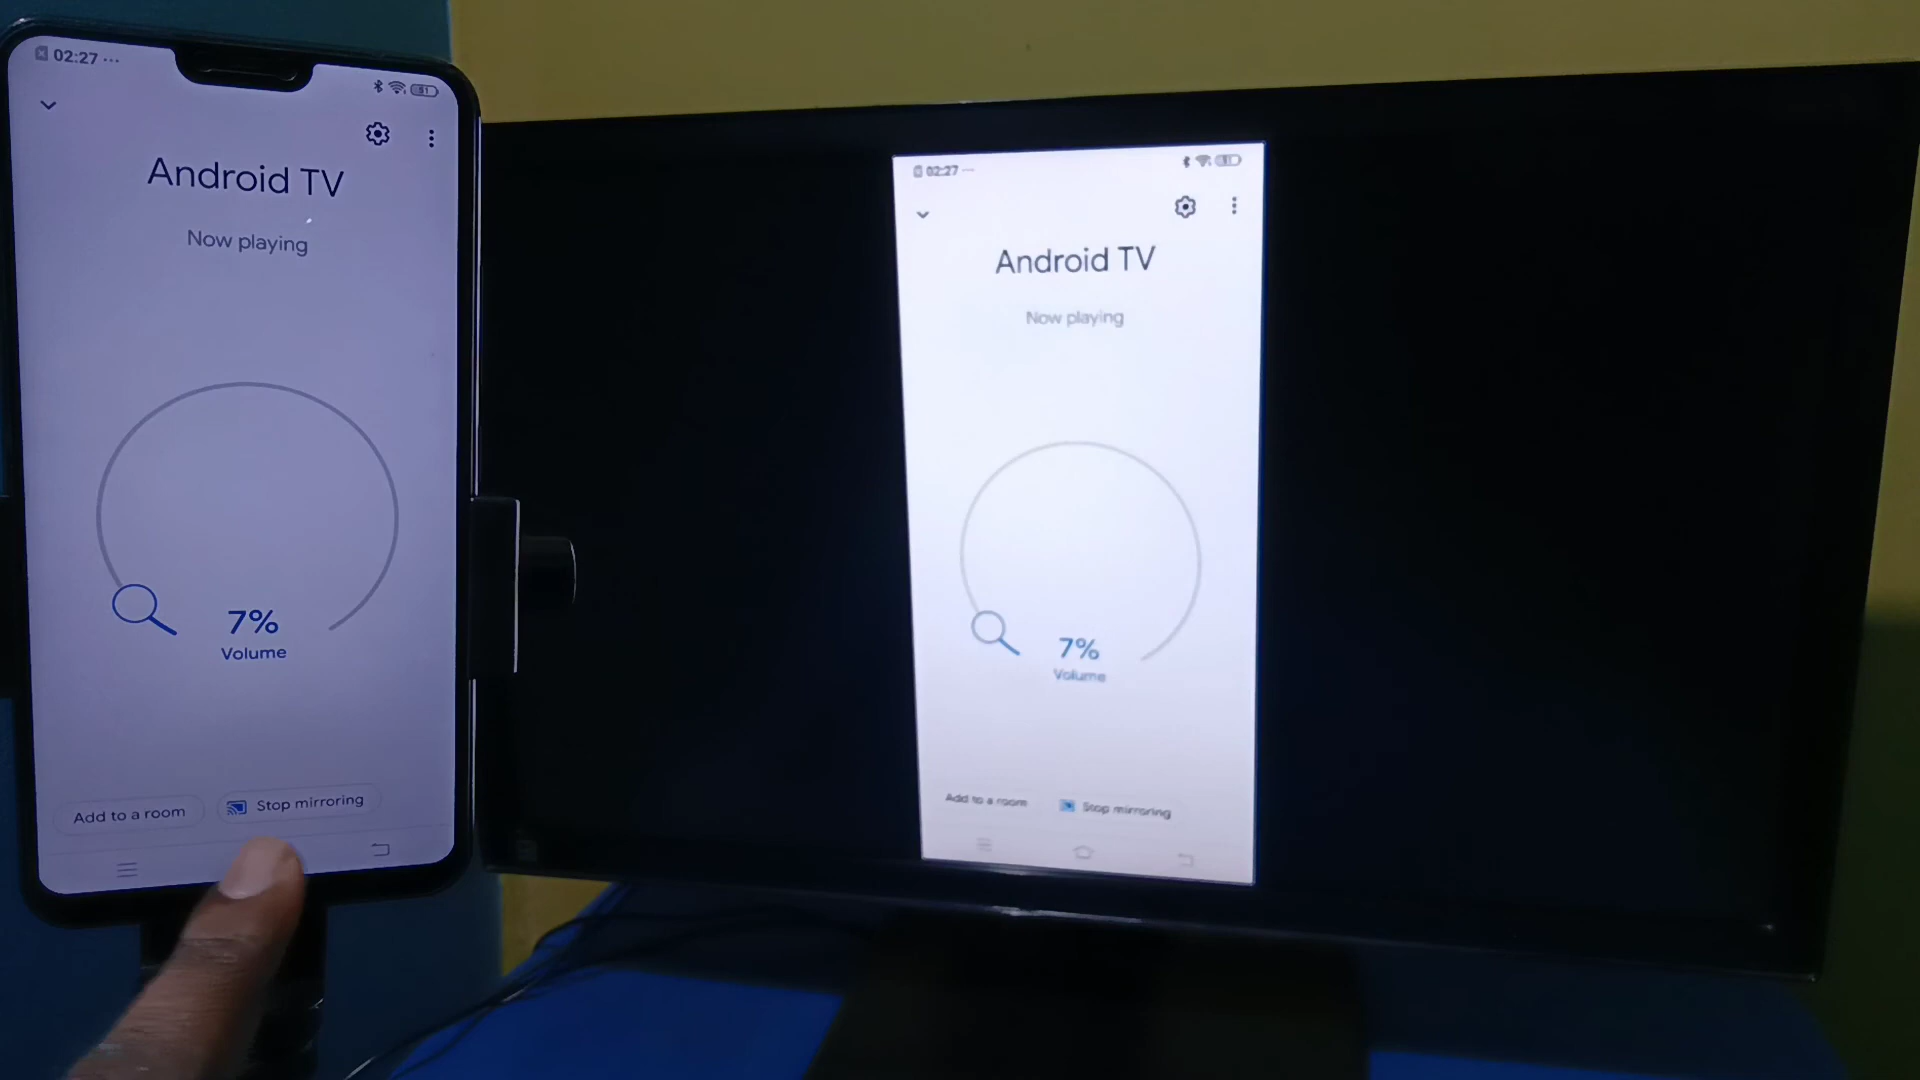 02:27 ...
51
Android TV
Now playing
7%
Volume
Add to a room
Stop mirroring
02:27 ...
Android TV
Now playing
7%
Volume
Add to a room
Stop mirroring